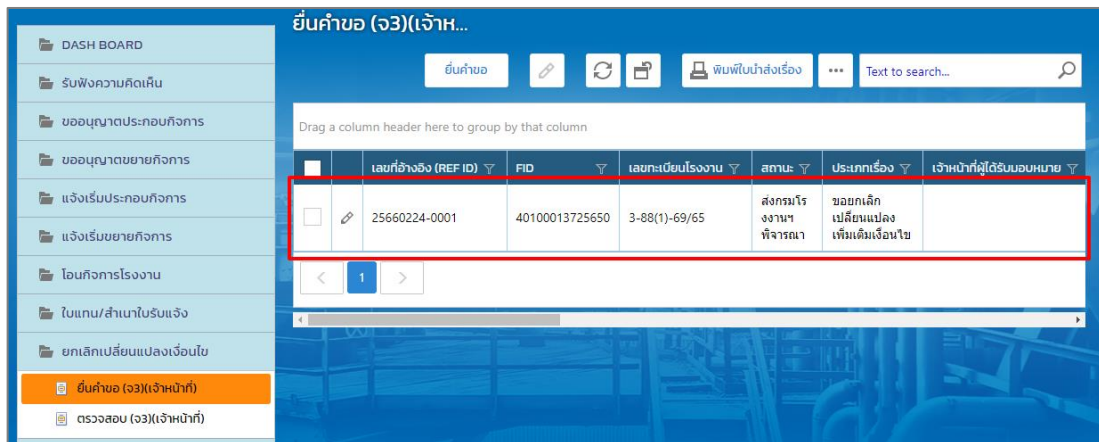 ยื่นคำขอ (จ3)(เจ้าห...
DASH BOARD
รับฟังความคิดเห็น
ขออนุญาตประกอบกิจการ
ขออนุญาตขยายกิจการ
แจ้งเริ่มประกอบกิจการ
แจ้งเริ่มขยายกิจการ
โอนกิจการโรงงาน
ใบแทน/สำเนาใบรับแจ้ง
ยกเลิกเปลี่ยนแปลงเงื่อนไข
ยื่นคำขอ (จ3)(เจ้าหน้าที่)
ตรวจสอบ (จ3)(เจ้าหน้าที่)
ยื่นคำขอ พิมพ์ใบนำส่งเรื่อง ••• Text to search...
Drag a column header here to group by that column
เลขที่อ้างอิง (REF ID) FID เลขทะเบียนโรงงาน สถานะ ประเภทเรื่อง เจ้าหน้าที่ผู้ได้รับมอบหมาย
25660224-0001 40100013725650 3-88(1)-69/65
ส่งกรมโร
งงานฯ
พิจารณา
ขอยกเลิก
เปลี่ยนแปลง
เพิ่มเติมเงื่อนไข
1